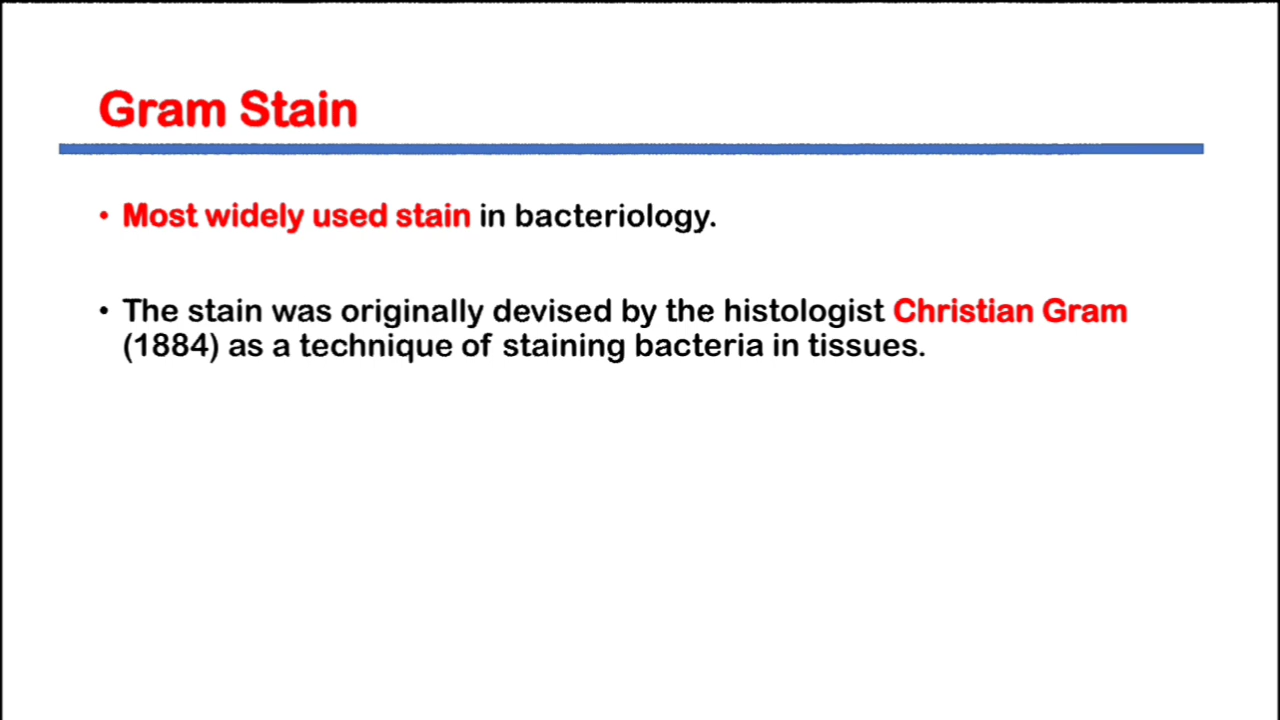 Gram Stain
• Most widely used stain in bacteriology.
• The stain was originally devised by the histologist Christian Gram
(1884) as a technique of staining bacteria in tissues.